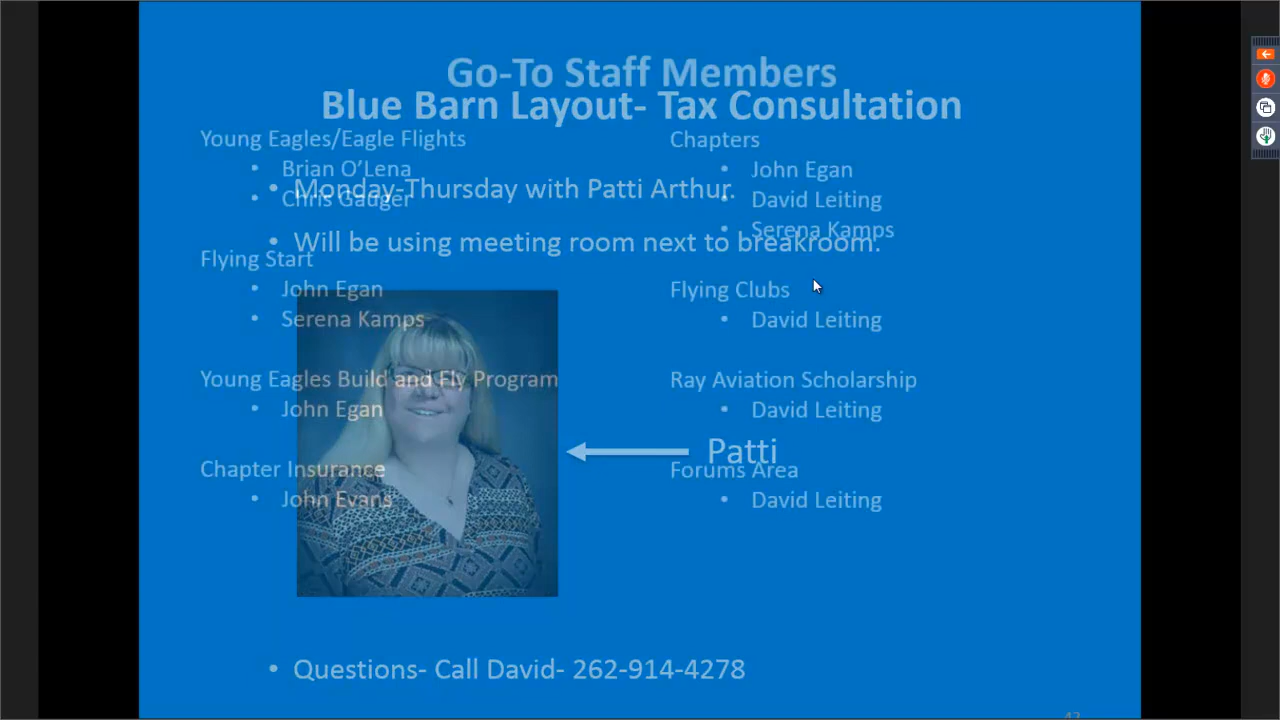 Go-To Staff Members
Blue Barn Layout- Tax Consultation
Young Eagles/Eagle Flights
• Brian O'Lena
• Chris Gauger
Flying Start
• John Egan
• Serena Kamps
Young Eagles Build and Fly Program
• John Egan
Chapter Insurance
• John Evans
Chapters
• John Egan
• David Leiting
• Serena Kamps
Flying Clubs
• David Leiting
Ray Aviation Scholarship
• David Leiting
Forums Area
• David Leiting
• Monday-Thursday with Patti Arthur.
• Will be using meeting room next to breakroom.
Patti
• Questions- Call David- 262-914-4278